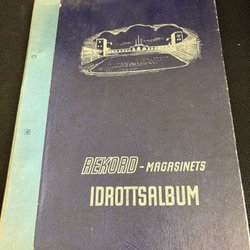 REKORD - MAGASINETS
IDROTTSALBUM